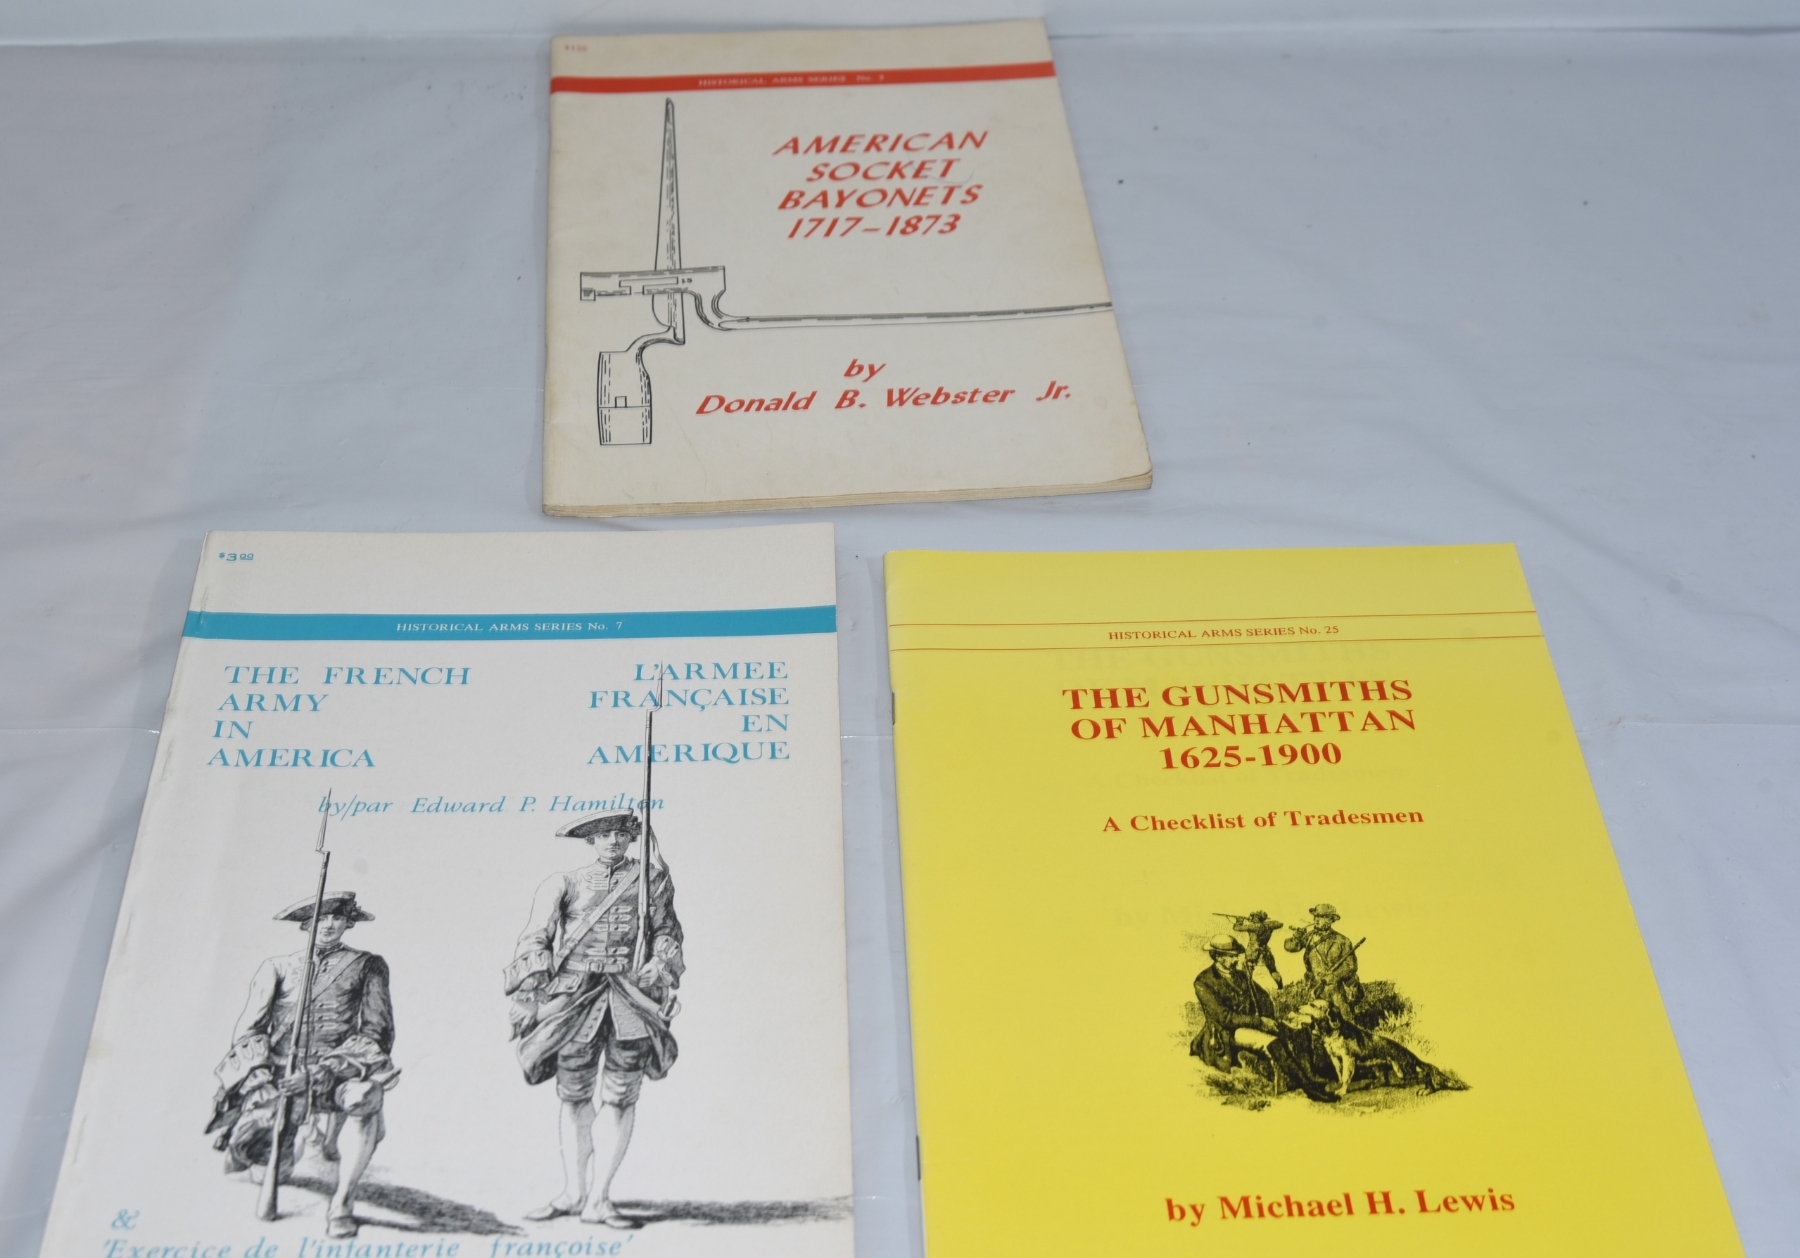 HISTORICAL ARMS SERIES No. 3
AMERICAN
SOCKET
BAYONETS
1717-1873
by
Donald B. Webster Jr.
$3.00
HISTORICAL ARMS SERIES No. 7
THE FRENCH
ARMY
IN
AMERICA
L'ARMEE
FRANÇAISE
EN
AMERIQUE
by/par Edward P. Hamilton
&
'Exercice de l'infanterie françoise'
HISTORICAL ARMS SERIES No. 25
THE GUNSMITHS
OF MANHATTAN
1625-1900
A Checklist of Tradesmen
by Michael H. Lewis